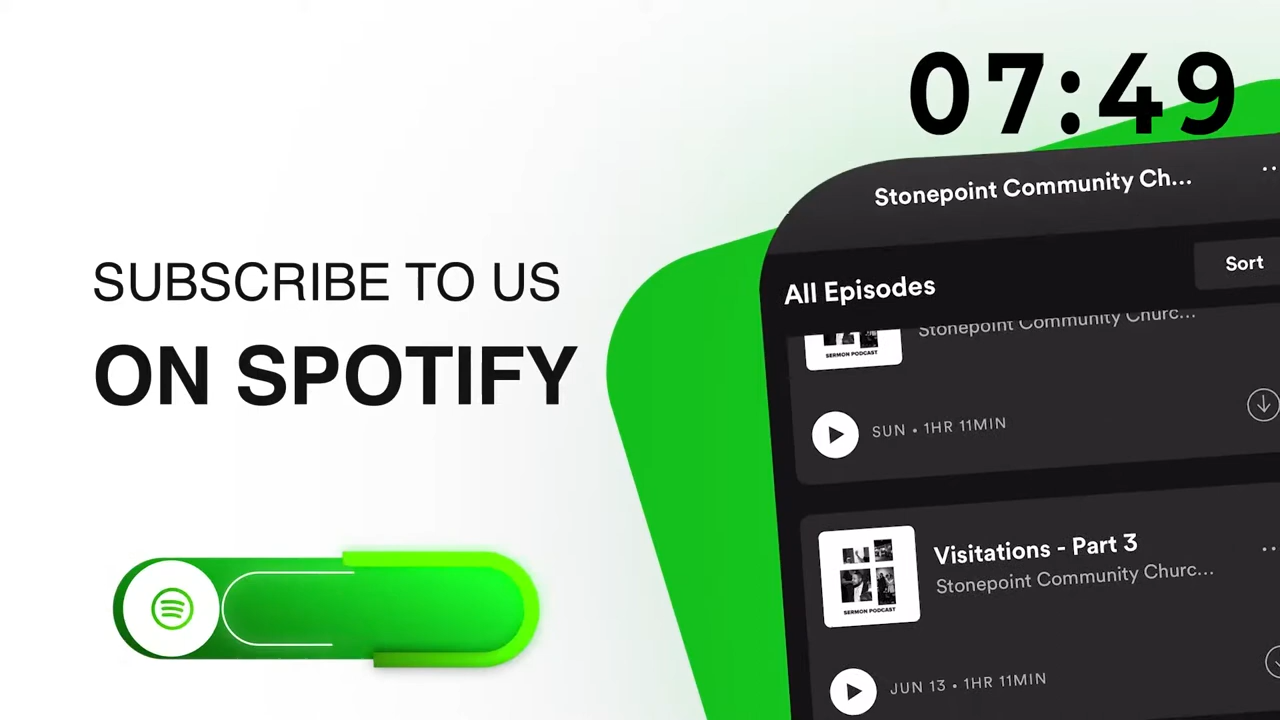 07:49
Stonepoint Community Ch...
All Episodes
Sort
Stonepoint Community Churc...
SERMON PODCAST
SUN • 1HR 11MIN
SUBSCRIBE TO US
ON SPOTIFY
Visitations - Part 3
Stonepoint Community Churc...
SERMON PODCAST
JUN 13 • 1HR 11MIN